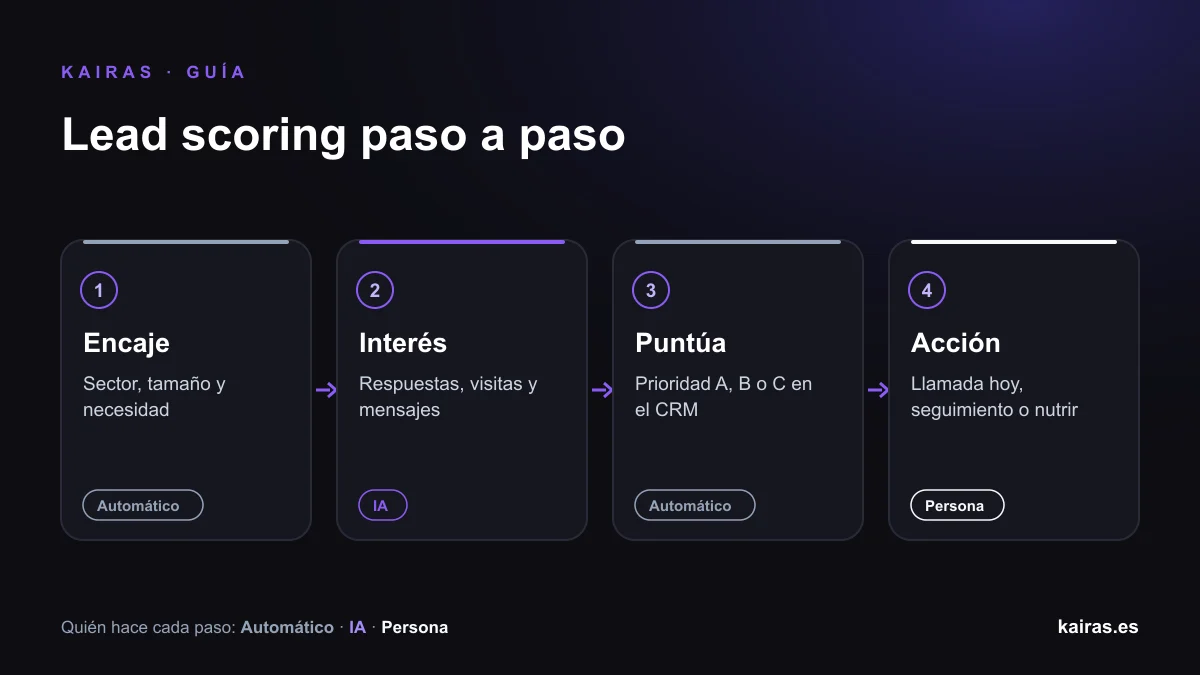 KAIRAS · GUÍA
Lead scoring paso a paso
1
Encaje
Sector, tamaño y
necesidad
Automático
2
Interés
Respuestas, visitas y
mensajes
IA
3
Puntúa
Prioridad A, B o C en
el CRM
Automático
4
Acción
Llamada hoy,
seguimiento o nutrir
Persona
Quién hace cada paso: Automático · IA · Persona
kairas.es